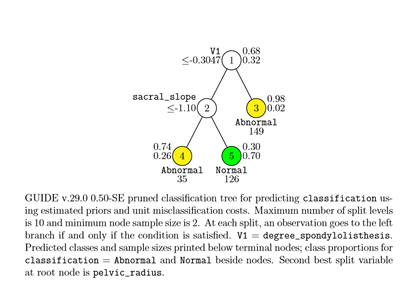 V1 0.68
≤-0.3047 1 0.32
sacral_slope 0.98
≤-1.10 2 3 0.02
Abnormal
149
0.74 0.30
0.26 4 5 0.70
Abnormal Normal
35 126
GUIDE v.29.0 0.50-SE pruned classification tree for predicting classification us-
ing estimated priors and unit misclassification costs. Maximum number of split levels
is 10 and minimum node sample size is 2. At each split, an observation goes to the left
branch if and only if the condition is satisfied. V1 = degree_spondylolisthesis.
Predicted classes and sample sizes printed below terminal nodes; class proportions for
classification = Abnormal and Normal beside nodes. Second best split variable
at root node is pelvic_radius.